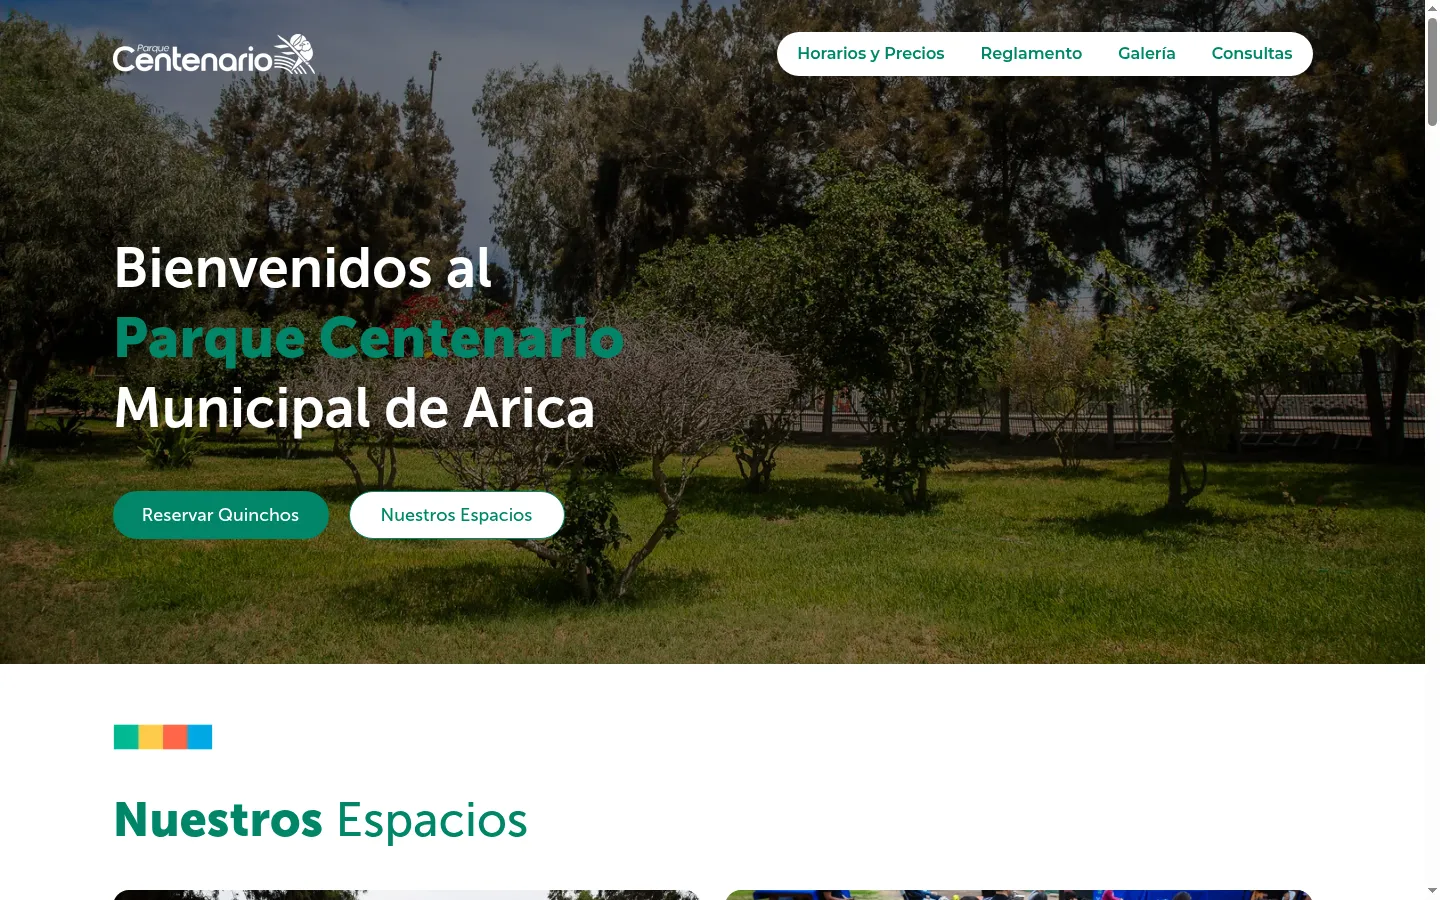 Parque
Centenario
Horarios y Precios
Reglamento
Galería
Consultas
Bienvenidos al
Parque Centenario
Municipal de Arica
Reservar Quinchos
Nuestros Espacios
Nuestros Espacios